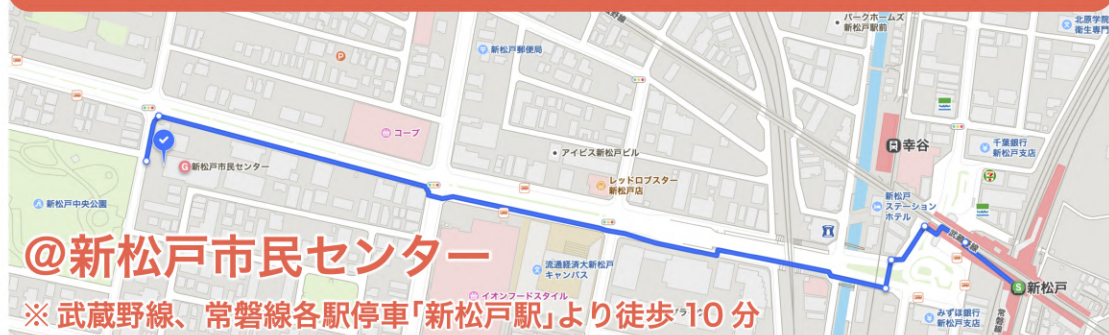 パークホームズ
新松戸駅前
北原学院
衛生専門
新松戸郵便局
P
コープ
アイビス新松戸ビル
幸谷
千葉銀行
新松戸支店
G 新松戸市民センター
レッドロブスター
新松戸店
新松戸
ステーション
ホテル
新松戸中央公園
武蔵野線
@新松戸市民センター
流通経済大新松戸
キャンパス
S 新松戸
イオンフードスタイル
みずほ銀行
新松戸支店
常磐線
※ 武蔵野線、常磐線各駅停車「新松戸駅」より徒歩 10 分